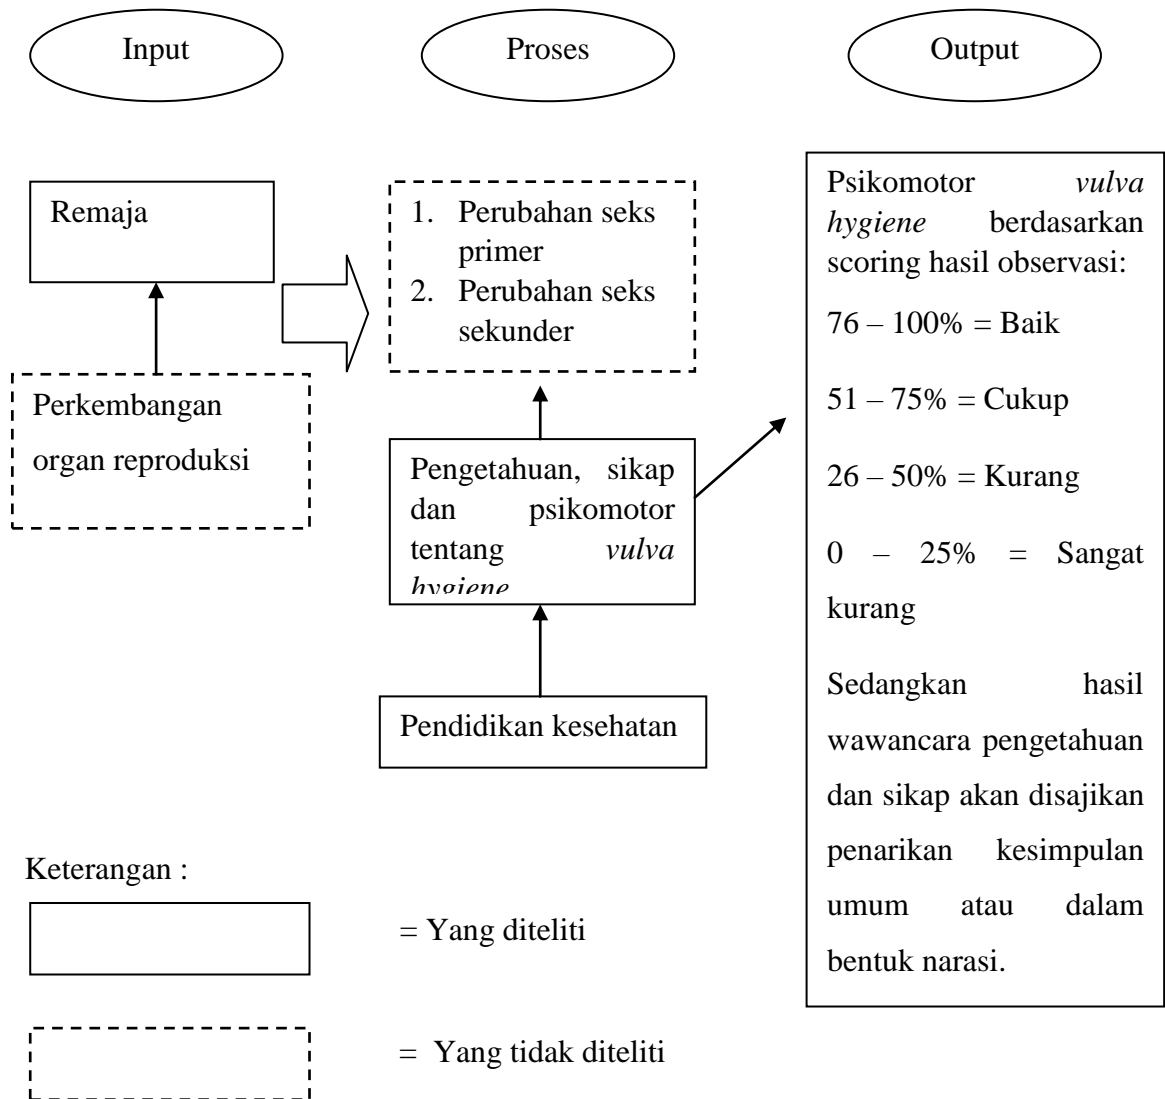 Input
Proses
Output
Remaja
Perkembangan
organ reproduksi
1. Perubahan seks
primer
2. Perubahan seks
sekunder
Pengetahuan, sikap
dan psikomotor
tentang vulva
hygiene
Pendidikan kesehatan
Psikomotor vulva
hygiene berdasarkan
scoring hasil observasi:
76 – 100% = Baik
51 – 75% = Cukup
26 – 50% = Kurang
0 – 25% = Sangat
kurang
Sedangkan hasil
wawancara pengetahuan
dan sikap akan disajikan
penarikan kesimpulan
umum atau dalam
bentuk narasi.
Keterangan :
= Yang diteliti
= Yang tidak diteliti